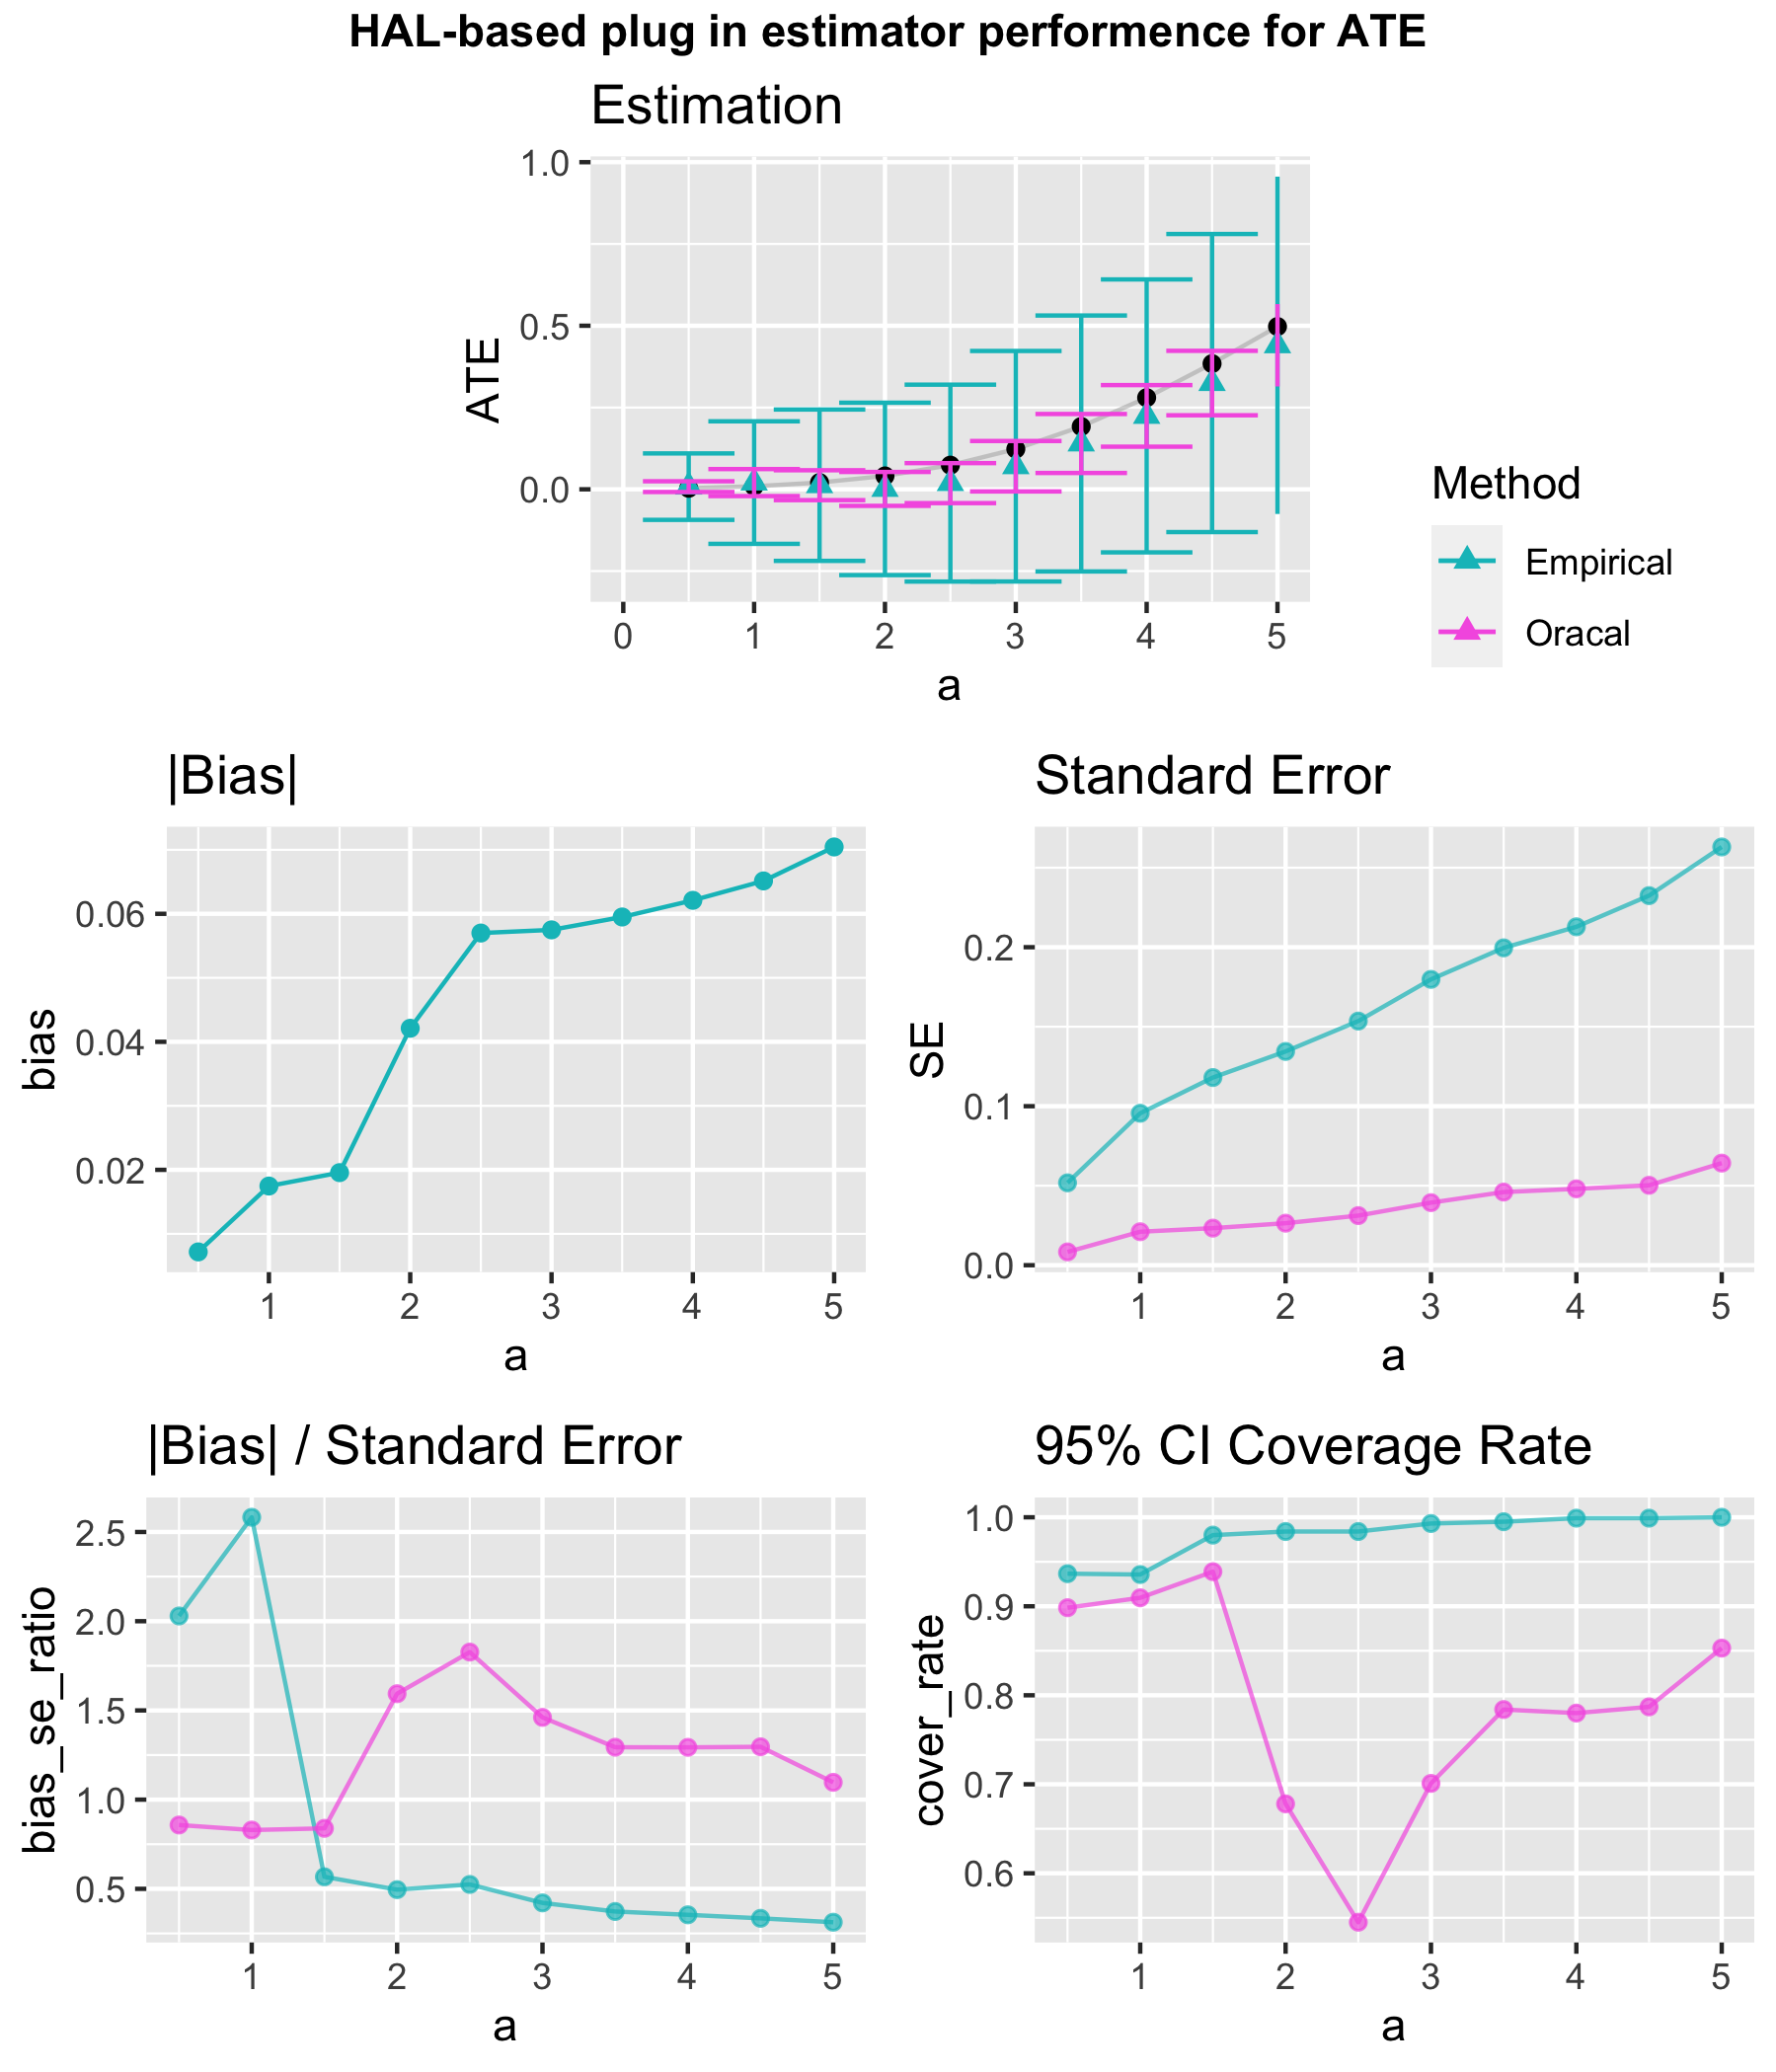 HAL-based plug in estimator performence for ATE
Estimation
1.0
0.5
0.0
ATE
0 1 2 3 4 5
a
Method
Empirical
Oracal
|Bias|
0.06
0.04
0.02
bias
1 2 3 4 5
a
Standard Error
0.2
0.1
0.0
SE
1 2 3 4 5
a
|Bias| / Standard Error
2.5
2.0
1.5
1.0
0.5
bias_se_ratio
1 2 3 4 5
a
95% CI Coverage Rate
1.0
0.9
0.8
0.7
0.6
cover_rate
1 2 3 4 5
a